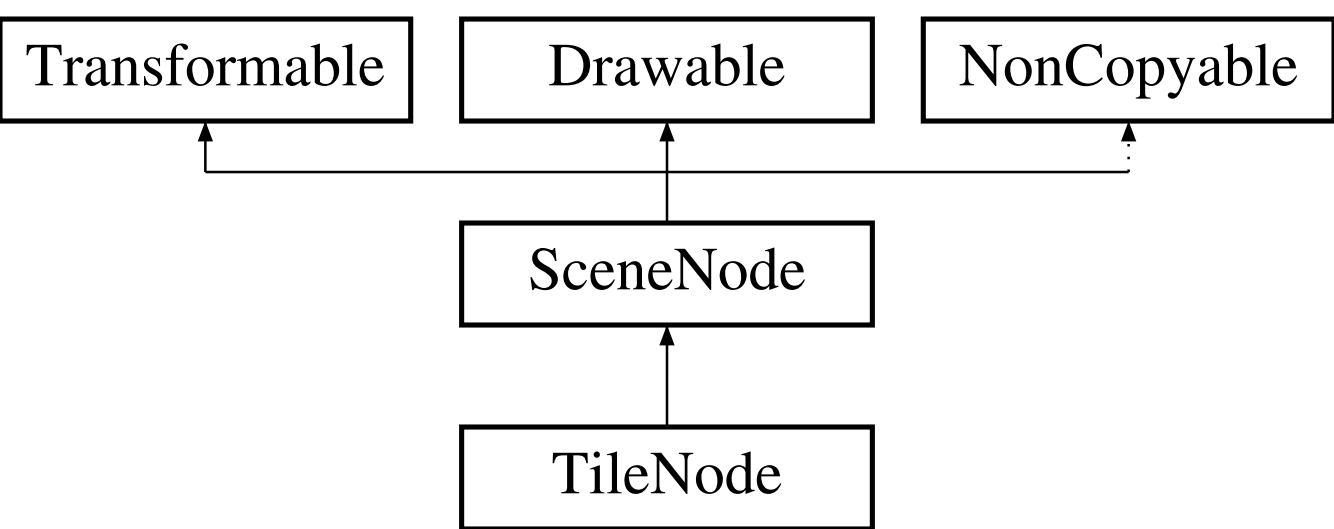 Transformable
Drawable
NonCopyable
SceneNode
TileNode